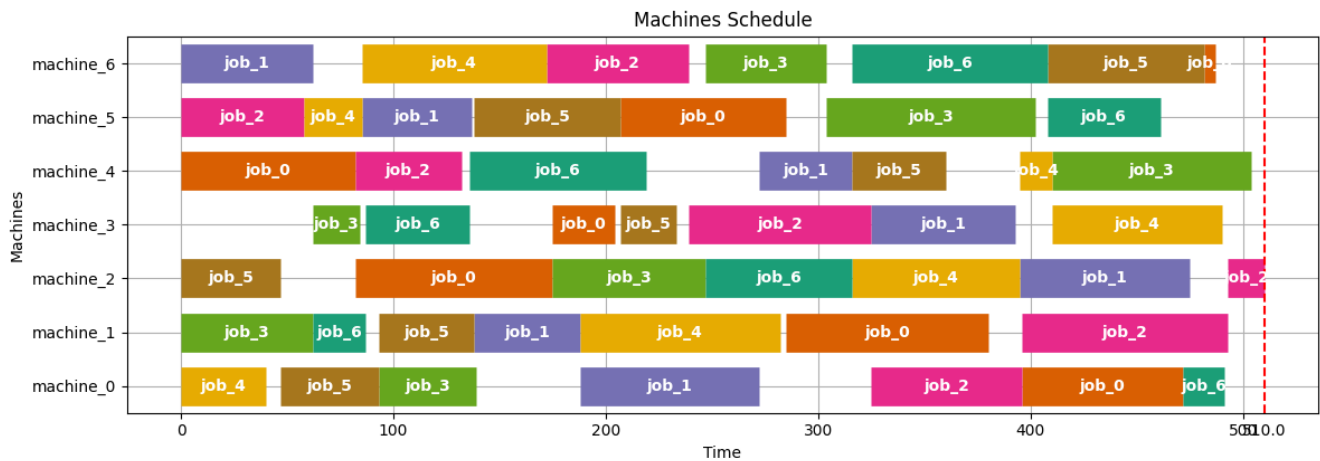 Machines Schedule
machine_6 job_1 job_4 job_2 job_3 job_6 job_5 job_
machine_5 job_2 job_4 job_1 job_5 job_0 job_3 job_6
machine_4 job_0 job_2 job_6 job_1 job_5 job_4 job_3
machine_3 job_3 job_6 job_0 job_5 job_2 job_1 job_4
machine_2 job_5 job_0 job_3 job_6 job_4 job_1 job_2
machine_1 job_3 job_6 job_5 job_1 job_4 job_0 job_2
machine_0 job_4 job_5 job_3 job_1 job_2 job_0 job_6
Machines
0 100 200 300 400 500 510.0
Time